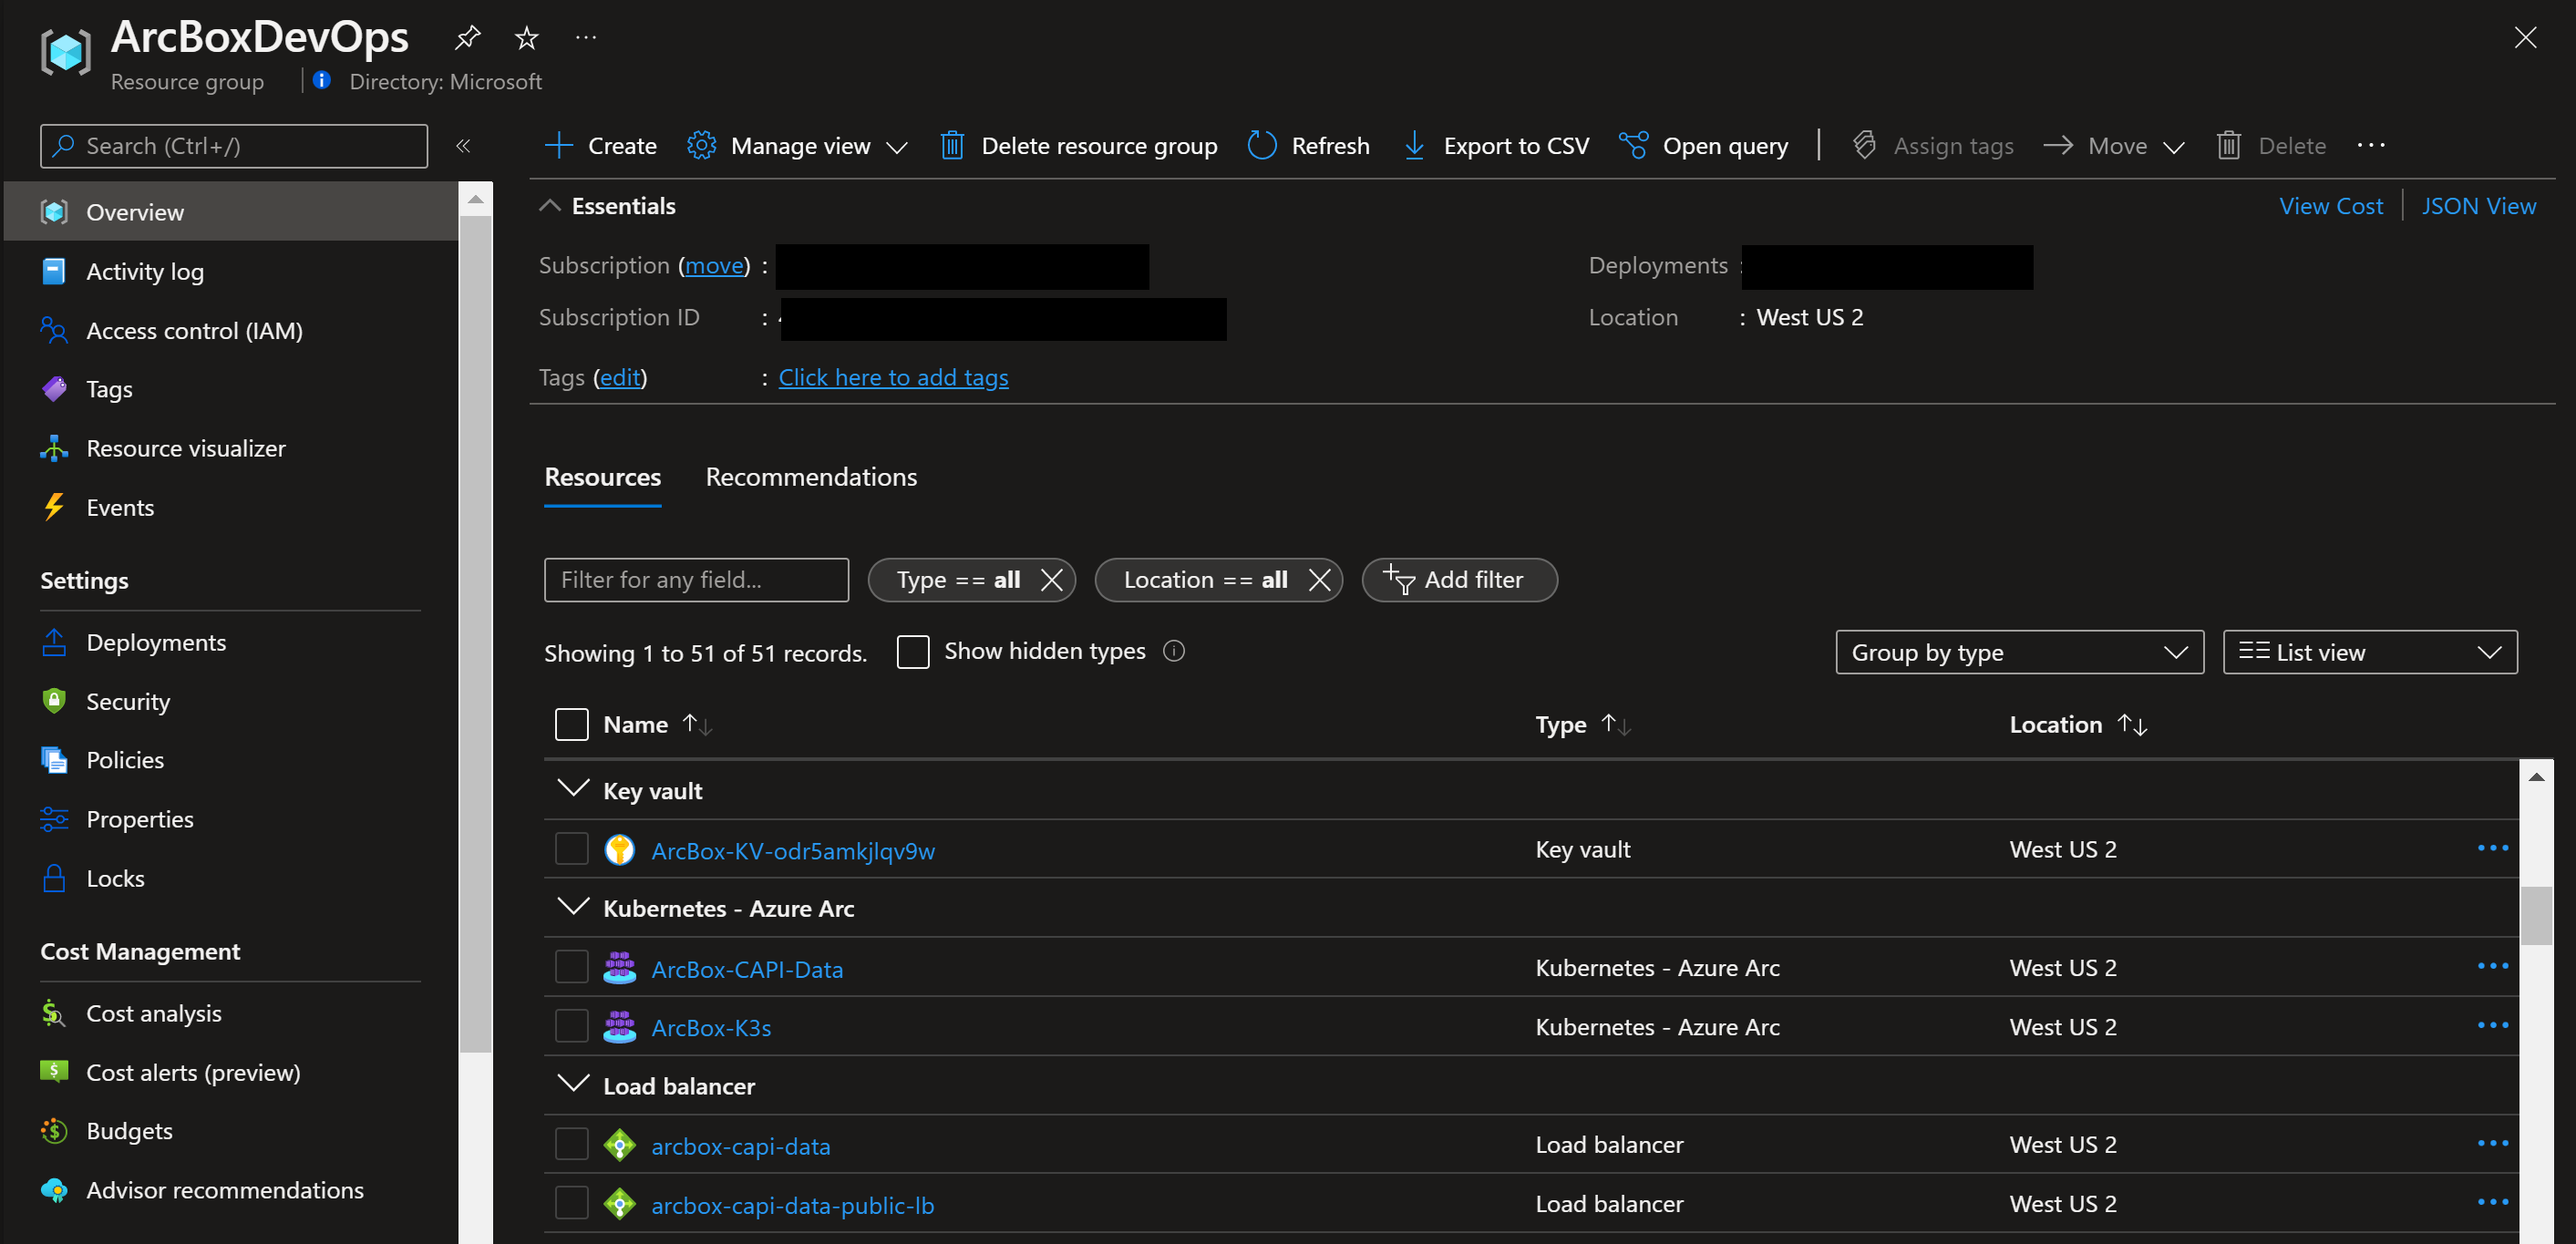 ArcBoxDevOps
Resource group
Directory: Microsoft
Search (Ctrl+/)
Overview
Activity log
Access control (IAM)
Tags
Resource visualizer
Events
Settings
Deployments
Security
Policies
Properties
Locks
Cost Management
Cost analysis
Cost alerts (preview)
Budgets
Advisor recommendations
Create Manage view Delete resource group Refresh Export to CSV Open query Assign tags Move Delete
Essentials View Cost JSON View
Subscription (move) : Deployments :
Subscription ID : Location : West US 2
Tags (edit) : Click here to add tags
Resources Recommendations
Filter for any field... Type == all Location == all Add filter
Showing 1 to 51 of 51 records. Show hidden types Group by type List view
Name Type Location
Key vault
ArcBox-KV-odr5amkjlqv9w Key vault West US 2
Kubernetes - Azure Arc
ArcBox-CAPI-Data Kubernetes - Azure Arc West US 2
ArcBox-K3s Kubernetes - Azure Arc West US 2
Load balancer
arcbox-capi-data Load balancer West US 2
arcbox-capi-data-public-lb Load balancer West US 2